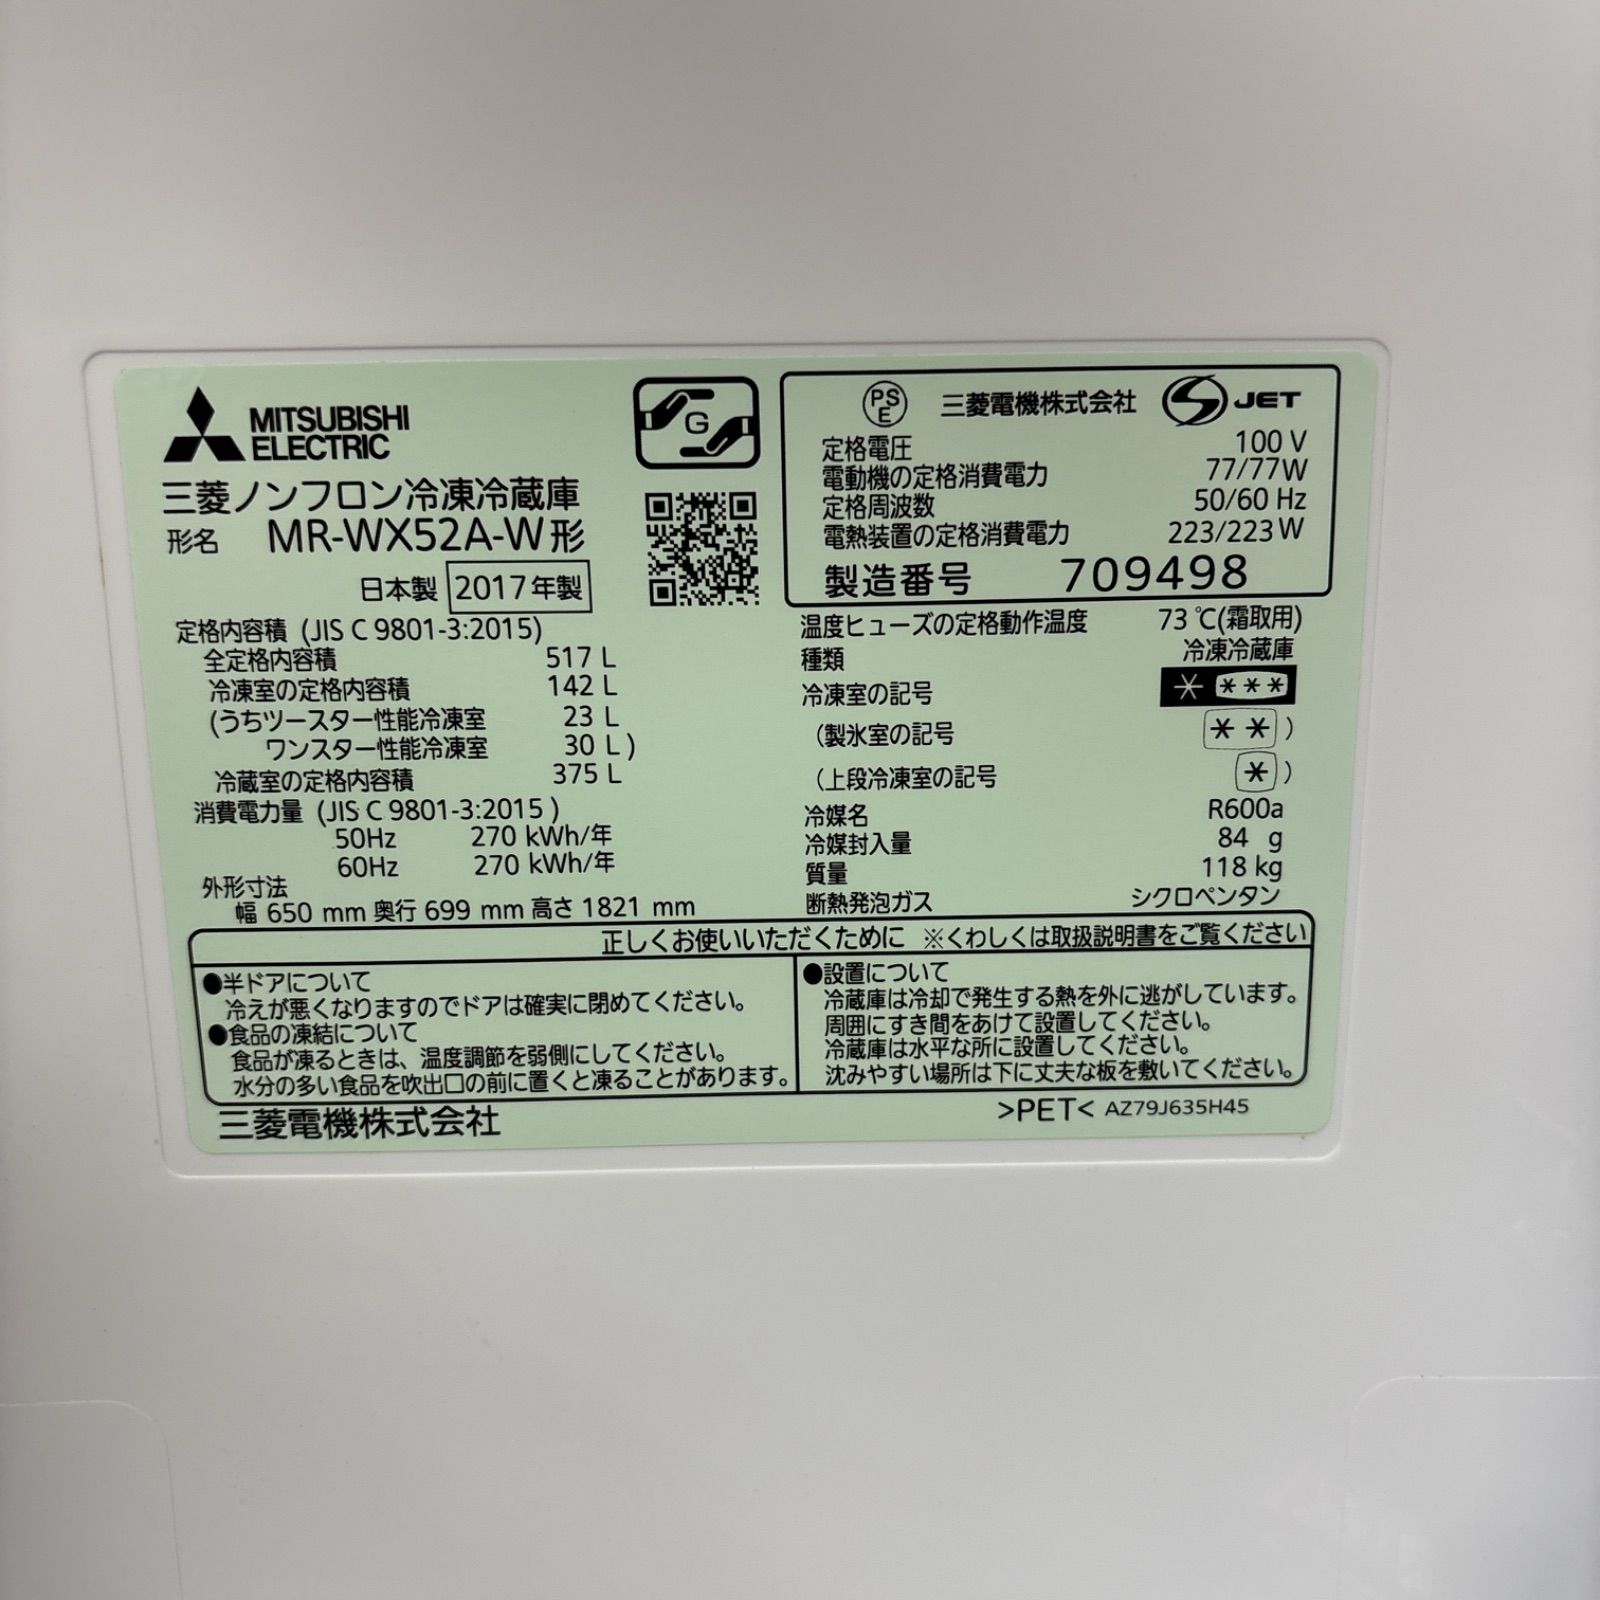 MITSUBISHI
ELECTRIC
G
三菱ノンフロン冷凍冷蔵庫
形名 MR-WX52A-W形
日本製 2017年製
定格内容積 (JIS C 9801-3:2015)
全定格内容積 517 L
冷凍室の定格内容積 142 L
(うちツースター性能冷凍室 23 L
ワンスター性能冷凍室 30 L)
冷蔵室の定格内容積 375 L
消費電力量 (JIS C 9801-3:2015)
50Hz 270 kWh/年
60Hz 270 kWh/年
外形寸法
幅 650 mm 奥行 699 mm 高さ 1821 mm
PSE 三菱電機株式会社 JET
定格電圧 100 V
電動機の定格消費電力 77/77W
定格周波数 50/60 Hz
電熱装置の定格消費電力 223/223W
製造番号 709498
温度ヒューズの定格動作温度 73℃(霜取用)
種類 冷凍冷蔵庫
冷凍室の記号 * ***
(製氷室の記号 **)
(上段冷凍室の記号 *)
冷媒名 R600a
冷媒封入量 84 g
質量 118 kg
断熱発泡ガス シクロペンタン
正しくお使いいただくために ※くわしくは取扱説明書をご覧ください
●半ドアについて
冷えが悪くなりますのでドアは確実に閉めてください。
●食品の凍結について
食品が凍るときは、温度調節を弱側にしてください。
水分の多い食品を吹出口の前に置くと凍ることがあります。
●設置について
冷蔵庫は冷却で発生する熱を外に逃がしています。
周囲にすき間をあけて設置してください。
冷蔵庫は水平な所に設置してください。
沈みやすい場所は下に丈夫な板を敷いてください。
三菱電機株式会社
>PET< AZ79J635H45